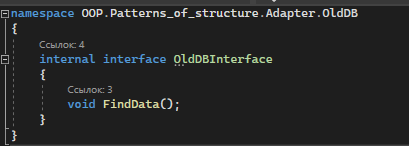 namespace OOP.Patterns_of_structure.Adapter.OldDB
{
Ссылок: 4
internal interface OldDBInterface
{
Ссылок: 3
void FindData();
}
}